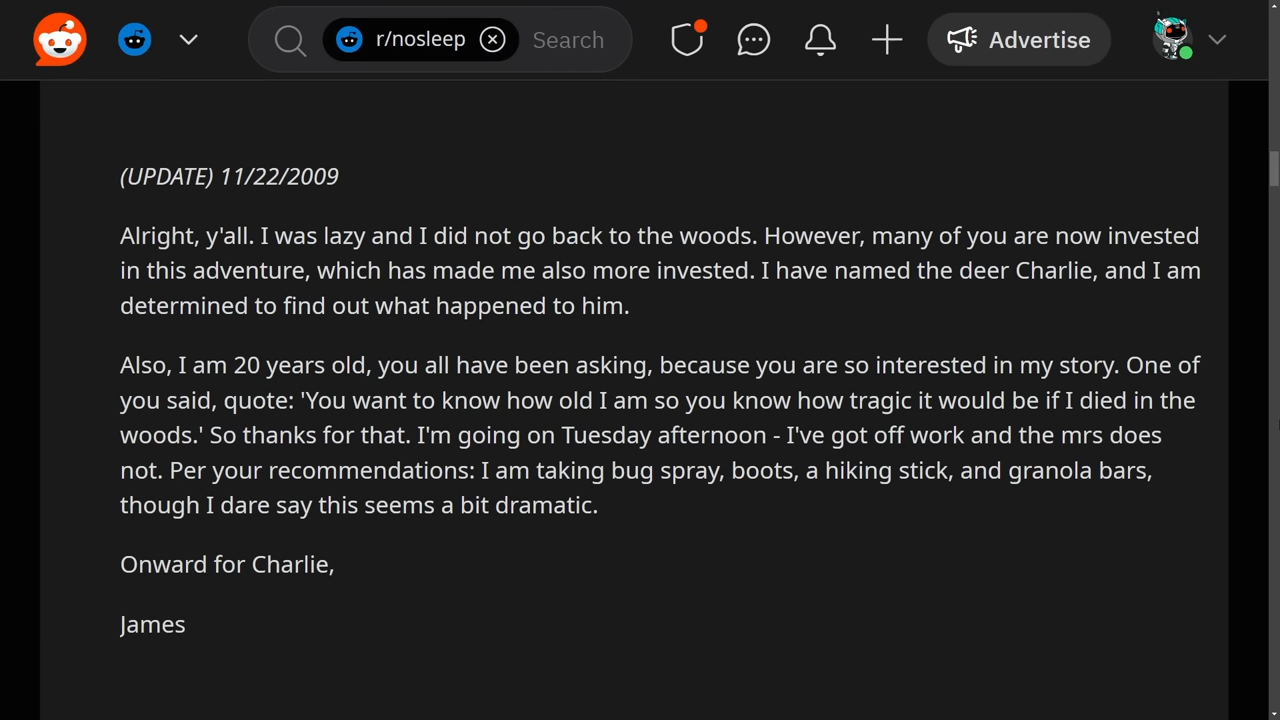 r/nosleep
Search
Advertise
(UPDATE) 11/22/2009
Alright, y'all. I was lazy and I did not go back to the woods. However, many of you are now invested
in this adventure, which has made me also more invested. I have named the deer Charlie, and I am
determined to find out what happened to him.
Also, I am 20 years old, you all have been asking, because you are so interested in my story. One of
you said, quote: 'You want to know how old I am so you know how tragic it would be if I died in the
woods.' So thanks for that. I'm going on Tuesday afternoon - I've got off work and the mrs does
not. Per your recommendations: I am taking bug spray, boots, a hiking stick, and granola bars,
though I dare say this seems a bit dramatic.
Onward for Charlie,
James